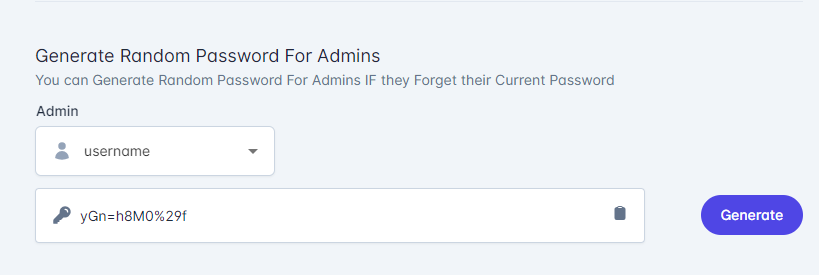 Generate Random Password For Admins
You can Generate Random Password For Admins IF they Forget their Current Password
Admin
username
yGn=h8M0%29f
Generate